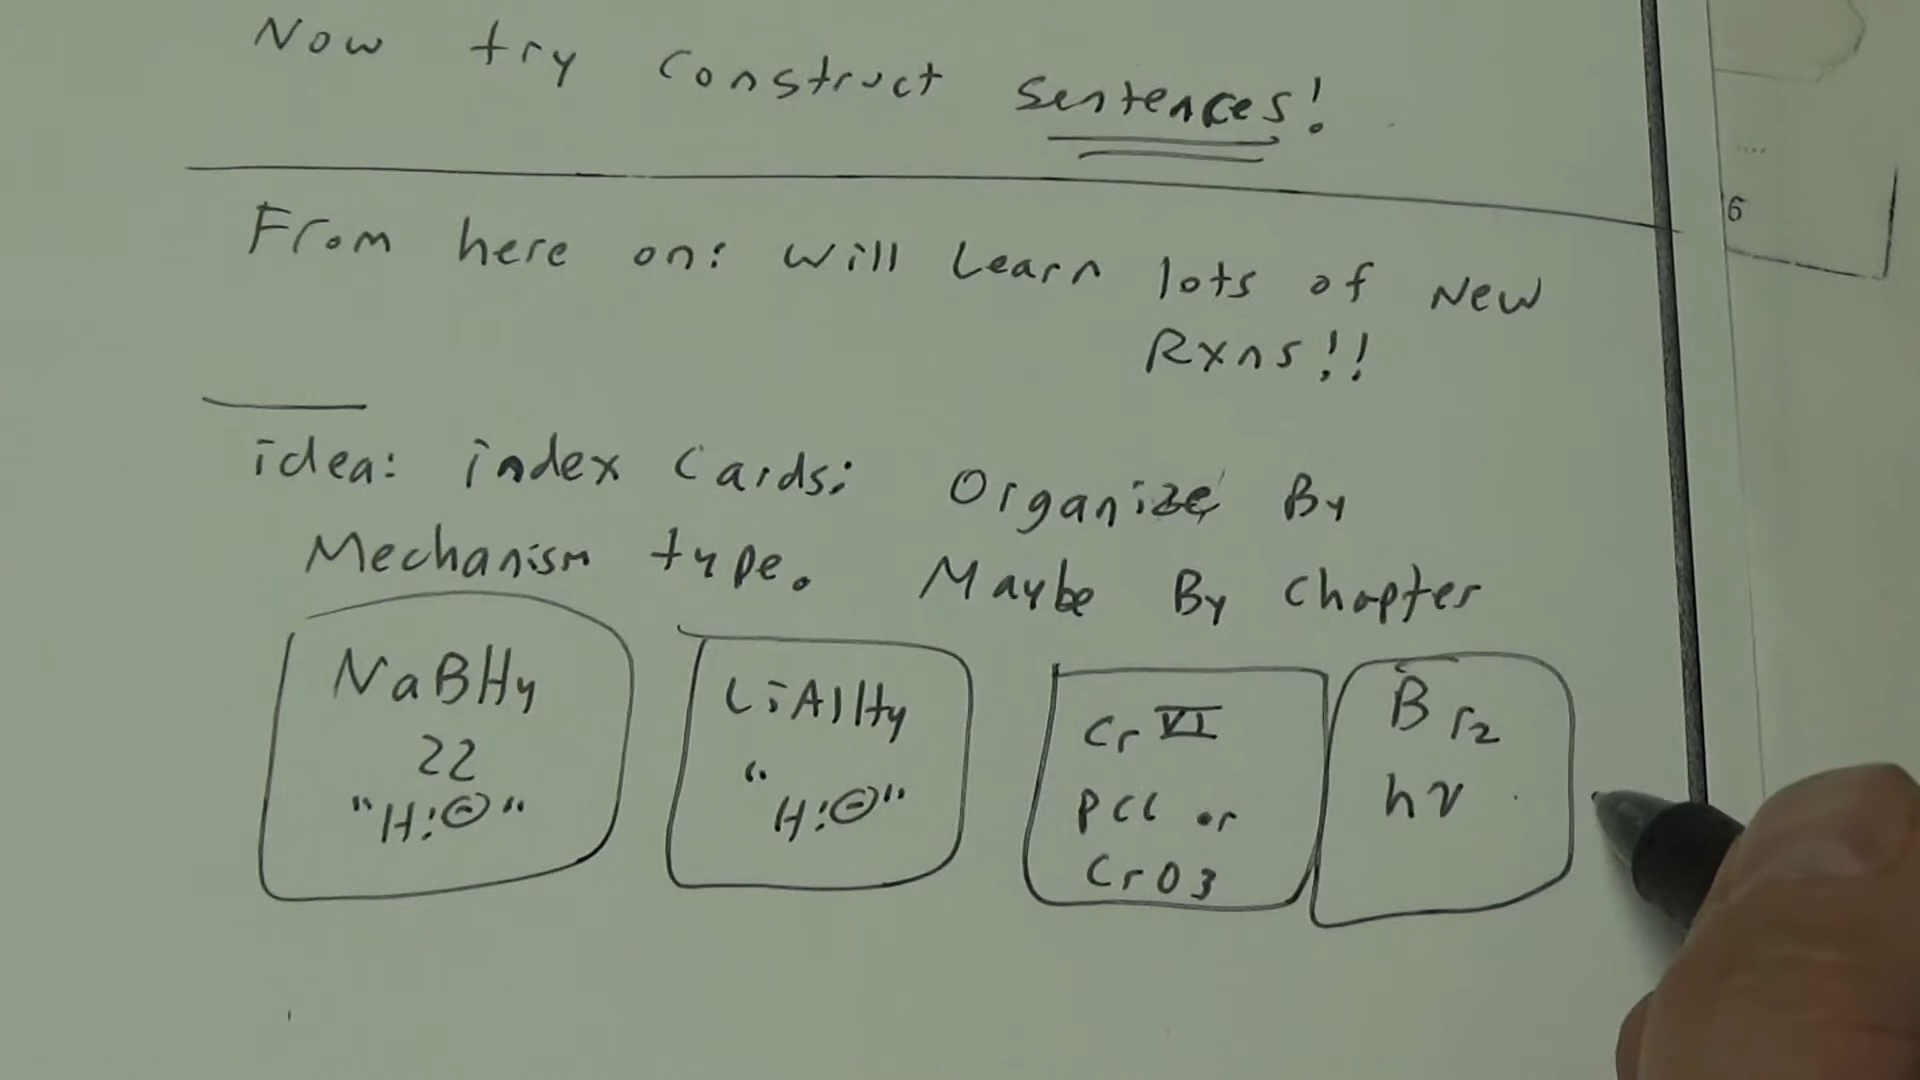 Now try construct sentences!
From here on: will Learn lots of New
Rxns!!
idea: index Cards: Organize By
Mechanism type. Maybe By Chapter
NaBH4
22
"H:⊖"
LiAlH4
"H:⊖"
Cr VI
PCC or
CrO3
Br2
hν
6